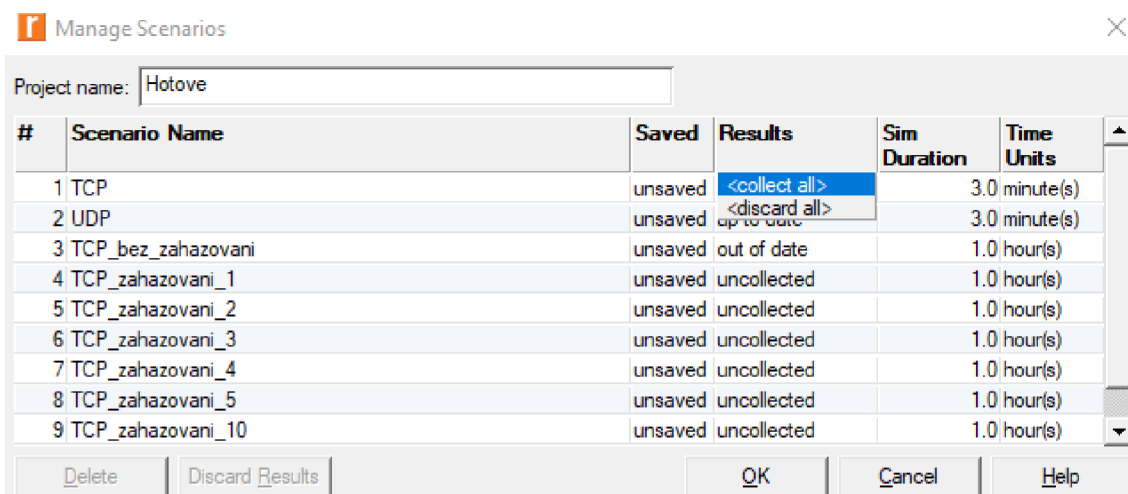 r Manage Scenarios
Project name: Hotove
# Scenario Name Saved Results Sim Duration Time Units
1 TCP unsaved <collect all> 3.0 minute(s)
<discard all>
2 UDP unsaved up to date 3.0 minute(s)
3 TCP_bez_zahazovani unsaved out of date 1.0 hour(s)
4 TCP_zahazovani_1 unsaved uncollected 1.0 hour(s)
5 TCP_zahazovani_2 unsaved uncollected 1.0 hour(s)
6 TCP_zahazovani_3 unsaved uncollected 1.0 hour(s)
7 TCP_zahazovani_4 unsaved uncollected 1.0 hour(s)
8 TCP_zahazovani_5 unsaved uncollected 1.0 hour(s)
9 TCP_zahazovani_10 unsaved uncollected 1.0 hour(s)
Delete Discard Results OK Cancel Help